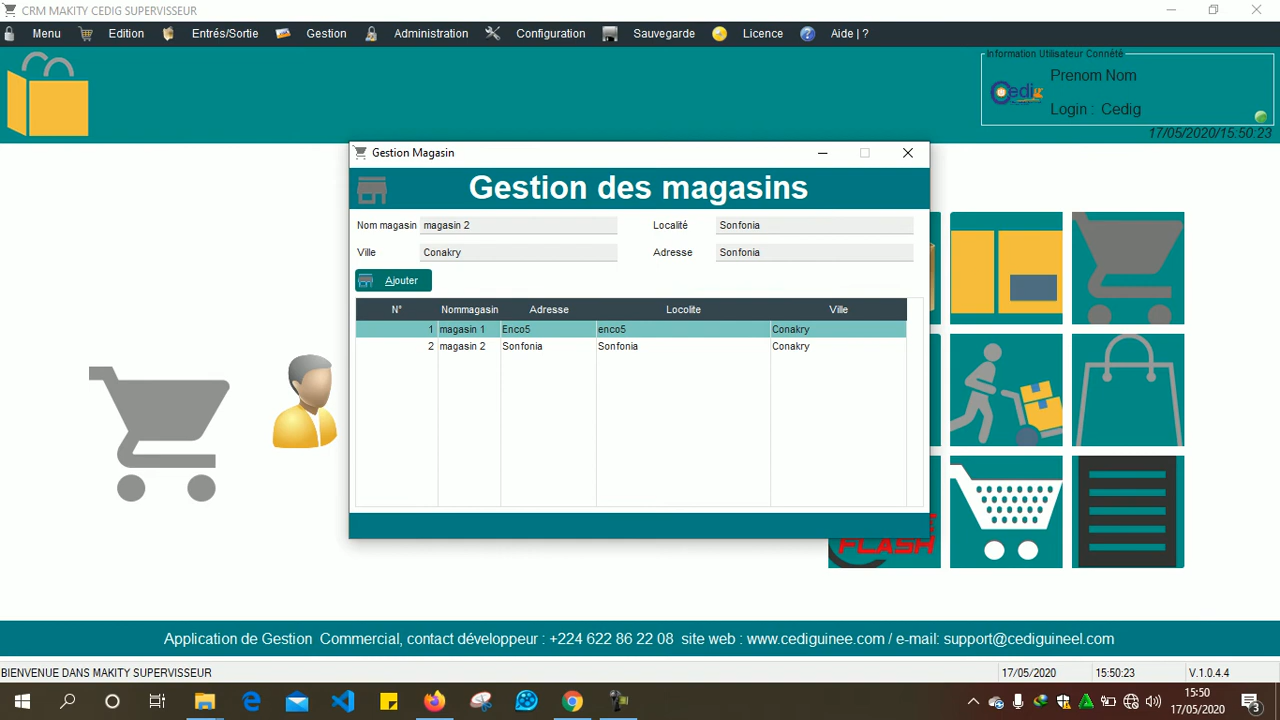 CRM MAKITY CEDIG SUPERVISSEUR
Menu Edition Entrés/Sortie Gestion Administration Configuration Sauvegarde Licence Aide | ?
Information Utilisateur Connété
Cedig
Prenom Nom
Login : Cedig
17/05/2020/15:50:23
Gestion Magasin
Gestion des magasins
Nom magasin magasin 2 Localité Sonfonia
Ville Conakry Adresse Sonfonia
Ajouter
N° Nommagasin Adresse Locolite Ville
1 magasin 1 Enco5 enco5 Conakry
2 magasin 2 Sonfonia Sonfonia Conakry
FLASH
Application de Gestion Commercial, contact développeur : +224 622 86 22 08 site web : www.cediguinee.com / e-mail: support@cediguineel.com
BIENVENUE DANS MAKITY SUPERVISSEUR 17/05/2020 15:50:23 V.1.0.4.4
15:50
17/05/2020
3